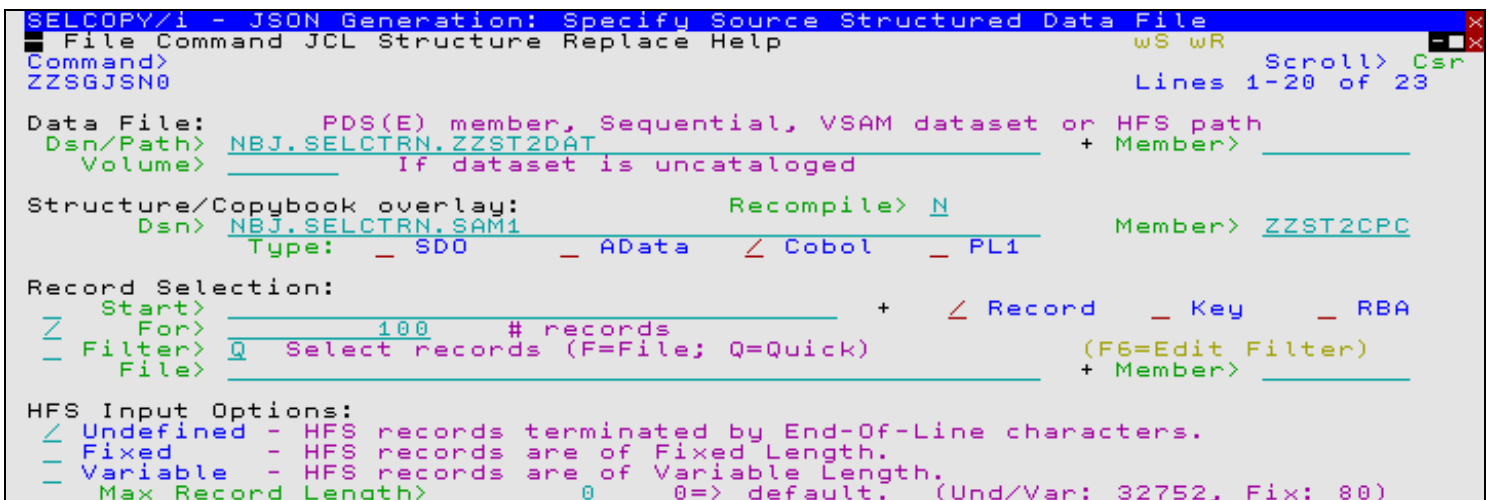 SELCOPY/i - JSON Generation: Specify Source Structured Data File
File Command JCL Structure Replace Help wS wR
Command> Scroll> Csr
ZZSGJSN0 Lines 1-20 of 23
Data File: PDS(E) member, Sequential, VSAM dataset or HFS path
Dsn/Path> NBJ.SELCTRN.ZZST2DAT + Member>
Volume> If dataset is uncataloged
Structure/Copybook overlay: Recompile> N
Dsn> NBJ.SELCTRN.SAM1 Member> ZZST2CPC
Type: _ SDO _ AData / Cobol _ PL1
Record Selection:
_ Start> + / Record _ Key _ RBA
/ For> 100 # records
_ Filter> Q Select records (F=File; Q=Quick) (F6=Edit Filter)
File> + Member>
HFS Input Options:
/ Undefined - HFS records terminated by End-Of-Line characters.
_ Fixed - HFS records are of Fixed Length.
_ Variable - HFS records are of Variable Length.
Max Record Length> 0 0=> default. (Und/Var: 32752, Fix: 80)